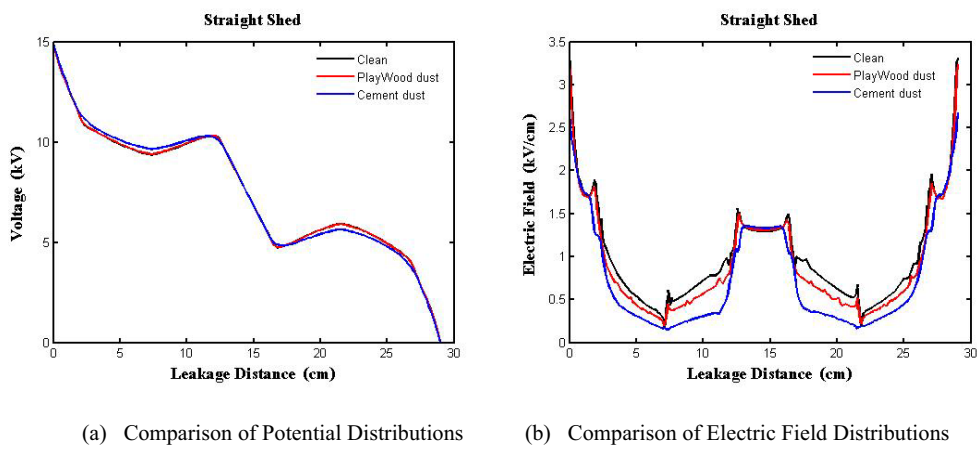 Straight Shed
15
10
5
0
0 5 10 15 20 25 30
Voltage (kV)
Leakage Distance (cm)
Clean
PlayWood dust
Cement dust
(a) Comparison of Potential Distributions
Straight Shed
3.5
3
2.5
2
1.5
1
0.5
0
0 5 10 15 20 25 30
Electric Field (kV/cm)
Leakage Distance (cm)
Clean
PlayWood dust
Cement dust
(b) Comparison of Electric Field Distributions